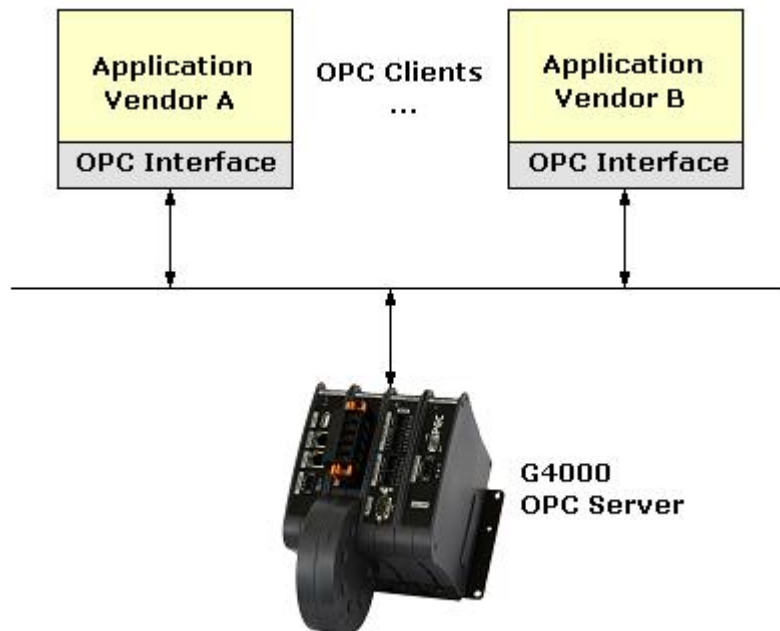 Application
Vendor A
OPC Interface
OPC Clients
...
Application
Vendor B
OPC Interface
G4000
OPC Server